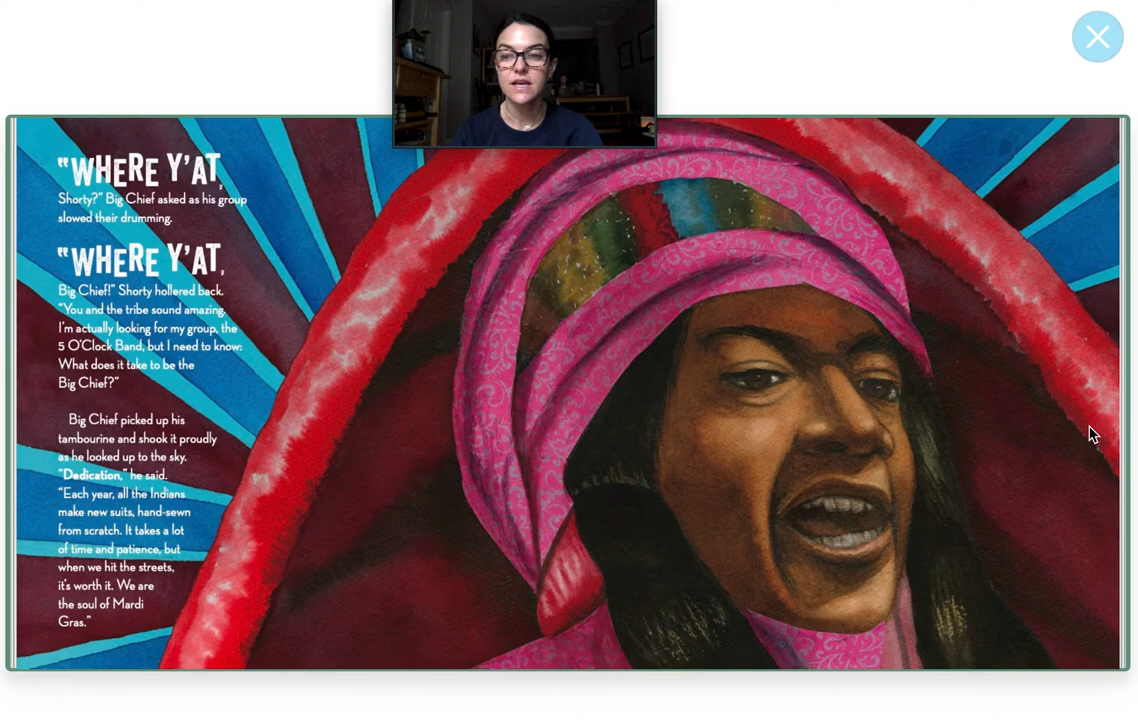 "WHERE Y'AT,
Shorty?" Big Chief asked as his group
slowed their drumming.
"WHERE Y'AT,
Big Chief!" Shorty hollered back.
"You and the tribe sound amazing.
I'm actually looking for my group, the
5 O'Clock Band, but I need to know:
What does it take to be the
Big Chief?"
Big Chief picked up his
tambourine and shook it proudly
as he looked up to the sky.
"Dedication," he said.
"Each year, all the Indians
make new suits, hand-sewn
from scratch. It takes a lot
of time and patience, but
when we hit the streets,
it's worth it. We are
the soul of Mardi
Gras."